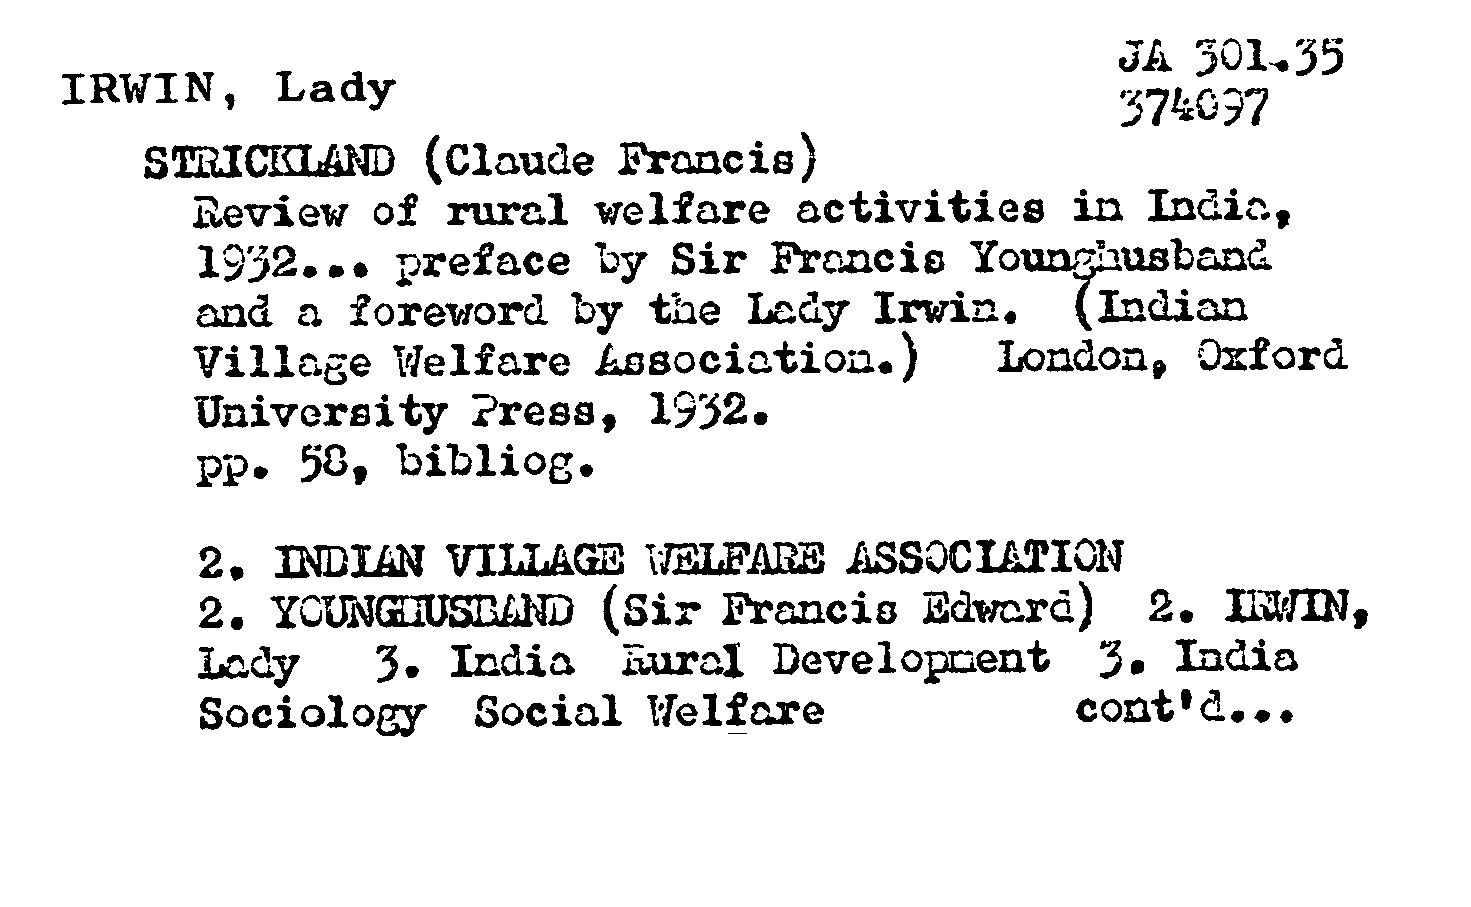 JA 301.35
IRWIN, Lady
374097
STRICKLAND (Claude Francis)
Review of rural welfare activities in India,
1932... preface by Sir Francis Younghusband
and a foreword by the Lady Irwin. (Indian
Village Welfare Association.) London, Oxford
University Press, 1932.
pp. 58, bibliog.
2. INDIAN VILLAGE WELFARE ASSOCIATION
2. YOUNGHUSBAND (Sir Francis Edward) 2. IRWIN,
Lady 3. India Rural Development 3. India
Sociology Social Welfare cont'd...